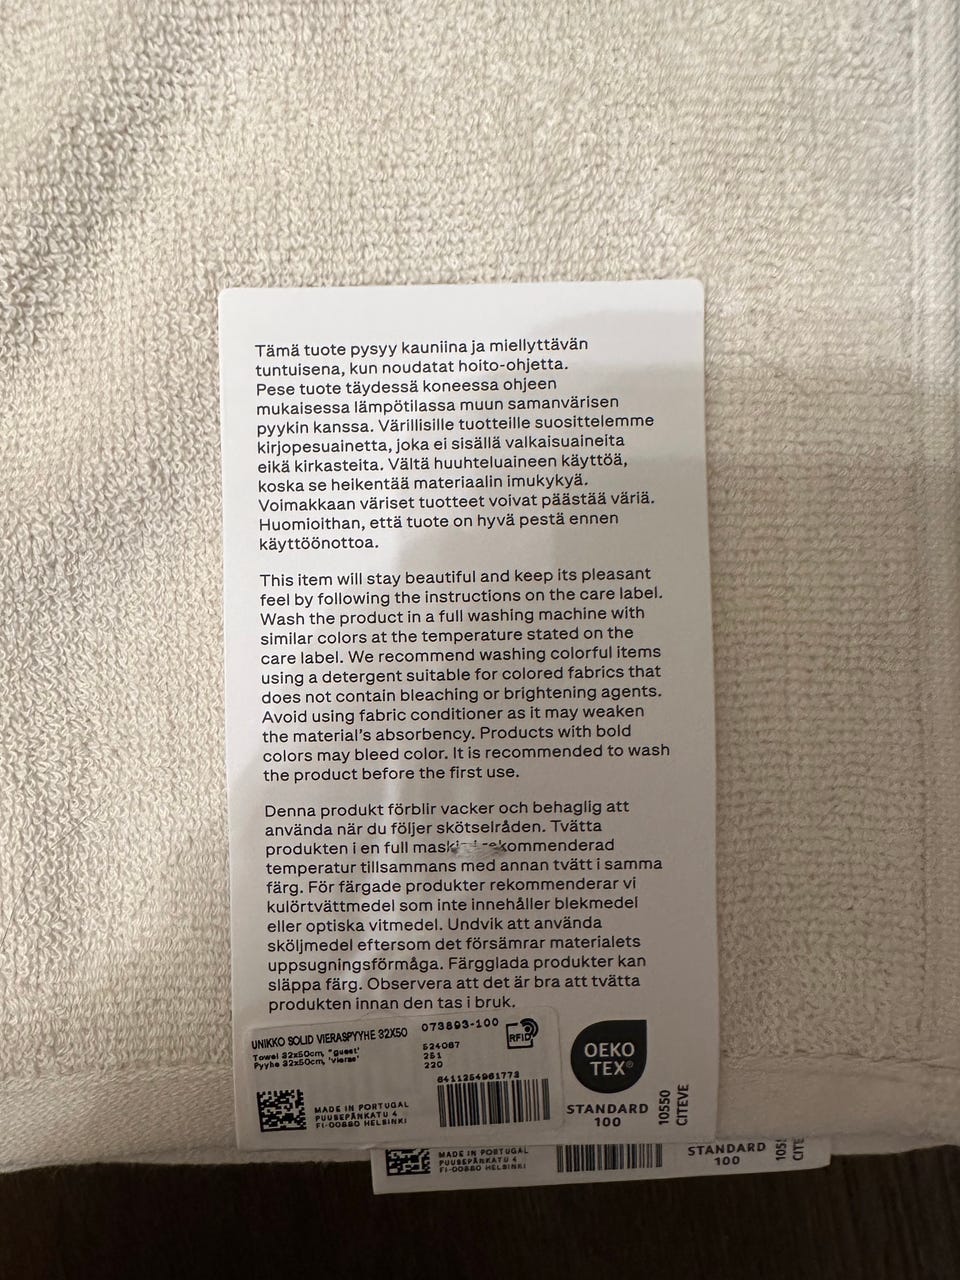 Tämä tuote pysyy kauniina ja miellyttävän
tuntuisena, kun noudatat hoito-ohjetta.
Pese tuote täydessä koneessa ohjeen
mukaisessa lämpötilassa muun samanvärisen
pyykin kanssa. Värillisille tuotteille suosittelemme
kirjopesuainetta, joka ei sisällä valkaisuaineita
eikä kirkasteita. Vältä huuhteluaineen käyttöä,
koska se heikentää materiaalin imukykyä.
Voimakkaan väriset tuotteet voivat päästää väriä.
Huomioithan, että tuote on hyvä pestä ennen
käyttöönottoa.
This item will stay beautiful and keep its pleasant
feel by following the instructions on the care label.
Wash the product in a full washing machine with
similar colors at the temperature stated on the
care label. We recommend washing colorful items
using a detergent suitable for colored fabrics that
does not contain bleaching or brightening agents.
Avoid using fabric conditioner as it may weaken
the material's absorbency. Products with bold
colors may bleed color. It is recommended to wash
the product before the first use.
Denna produkt förblir vacker och behaglig att
använda när du följer skötselråden. Tvätta
produkten i en full rekommenderad
temperatur tillsammans med annan tvätt i samma
färg. För färgade produkter rekommenderar vi
kulörtvättmedel som inte innehåller blekmedel
eller optiska vitmedel. Undvik att använda
sköljmedel eftersom det försämrar materialets
uppsugningsförmåga. Färgglada produkter kan
släppa färg. Observera att det är bra att tvätta
produkten innan den tas i bruk.
UNIKKO SOLID VIERASPYYHE 32X50
Towel 32x50cm, "guest"
Pyyhe 32x50cm, 'vieras'
073893-100
524087
251
220
RFID
6411254961773
MADE IN PORTUGAL
PUUSEPÄNKATU 4
FI-00880 HELSINKI
OEKO
TEX®
STANDARD
100
10550
CITEVE
MADE IN PORTUGAL
PUUSEPÄNKATU 4
FI-00880 HELSINKI
STANDARD
100